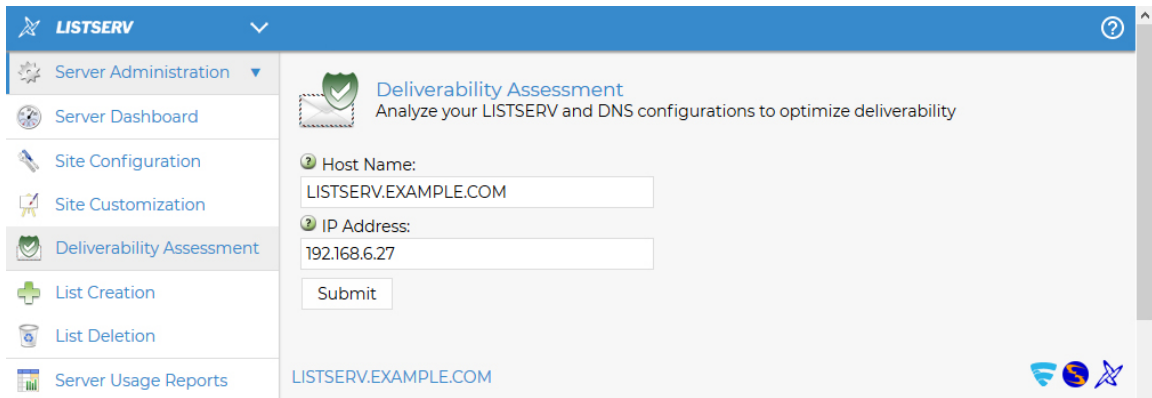 LISTSERV
Server Administration
Server Dashboard
Site Configuration
Site Customization
Deliverability Assessment
List Creation
List Deletion
Server Usage Reports
Deliverability Assessment
Analyze your LISTSERV and DNS configurations to optimize deliverability
Host Name:
LISTSERV.EXAMPLE.COM
IP Address:
192.168.6.27
Submit
LISTSERV.EXAMPLE.COM